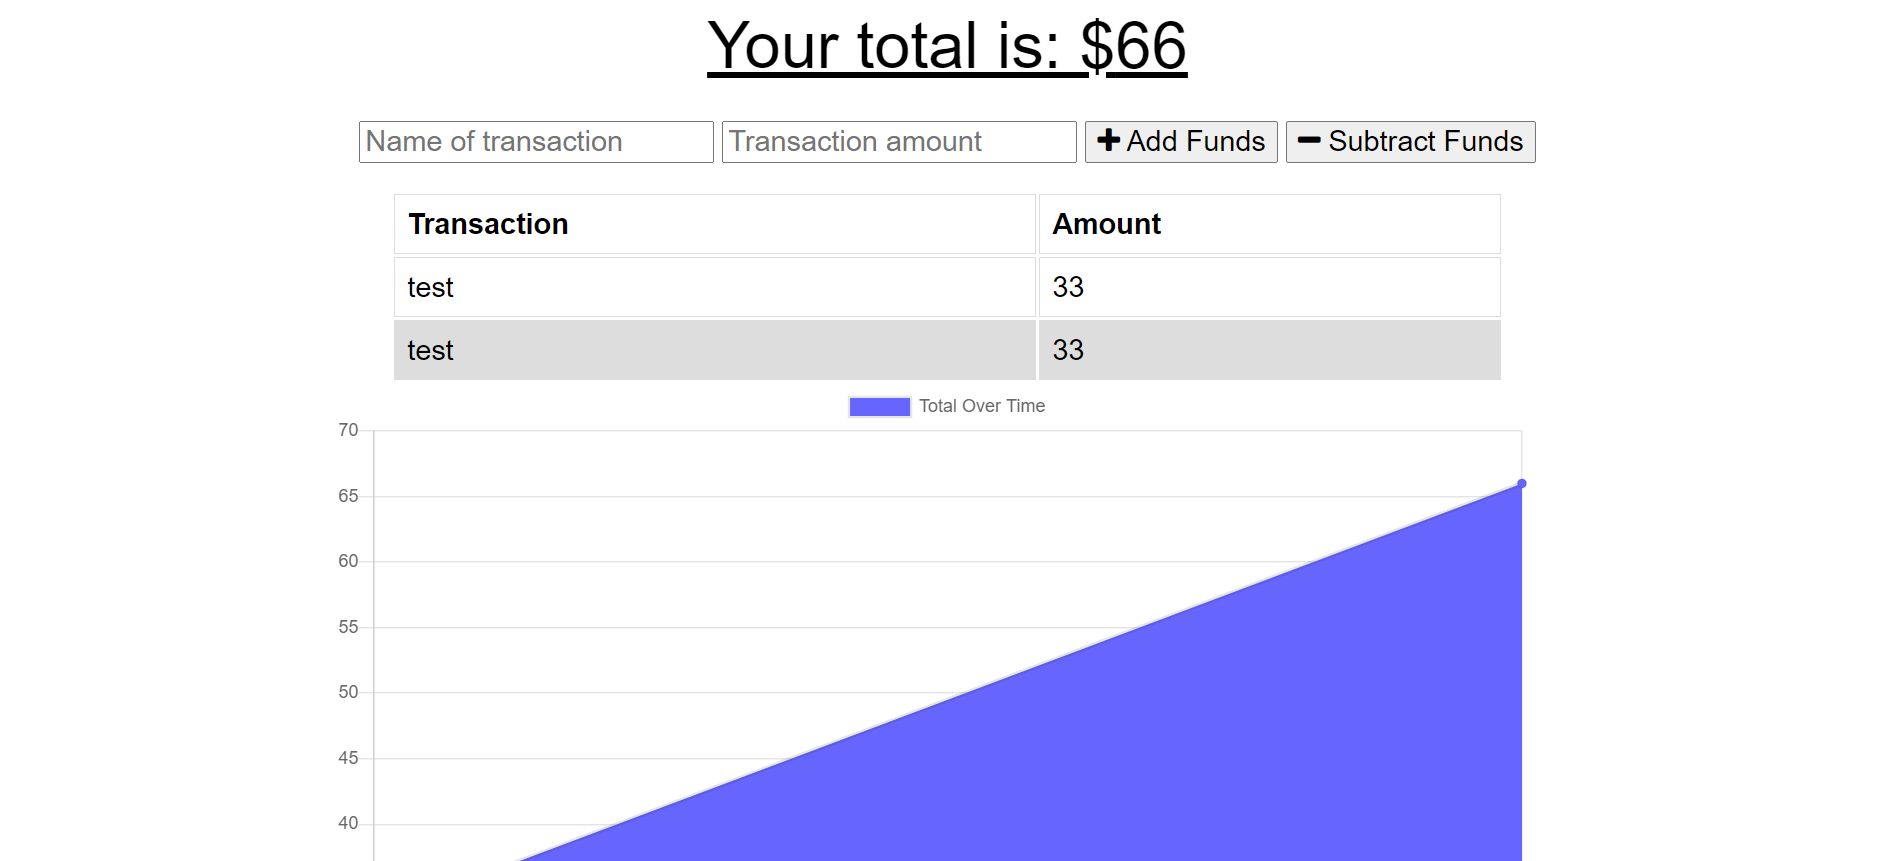 Your total is: $66
Name of transaction Transaction amount Add Funds Subtract Funds
Transaction Amount
test 33
test 33
Total Over Time
70
65
60
55
50
45
40